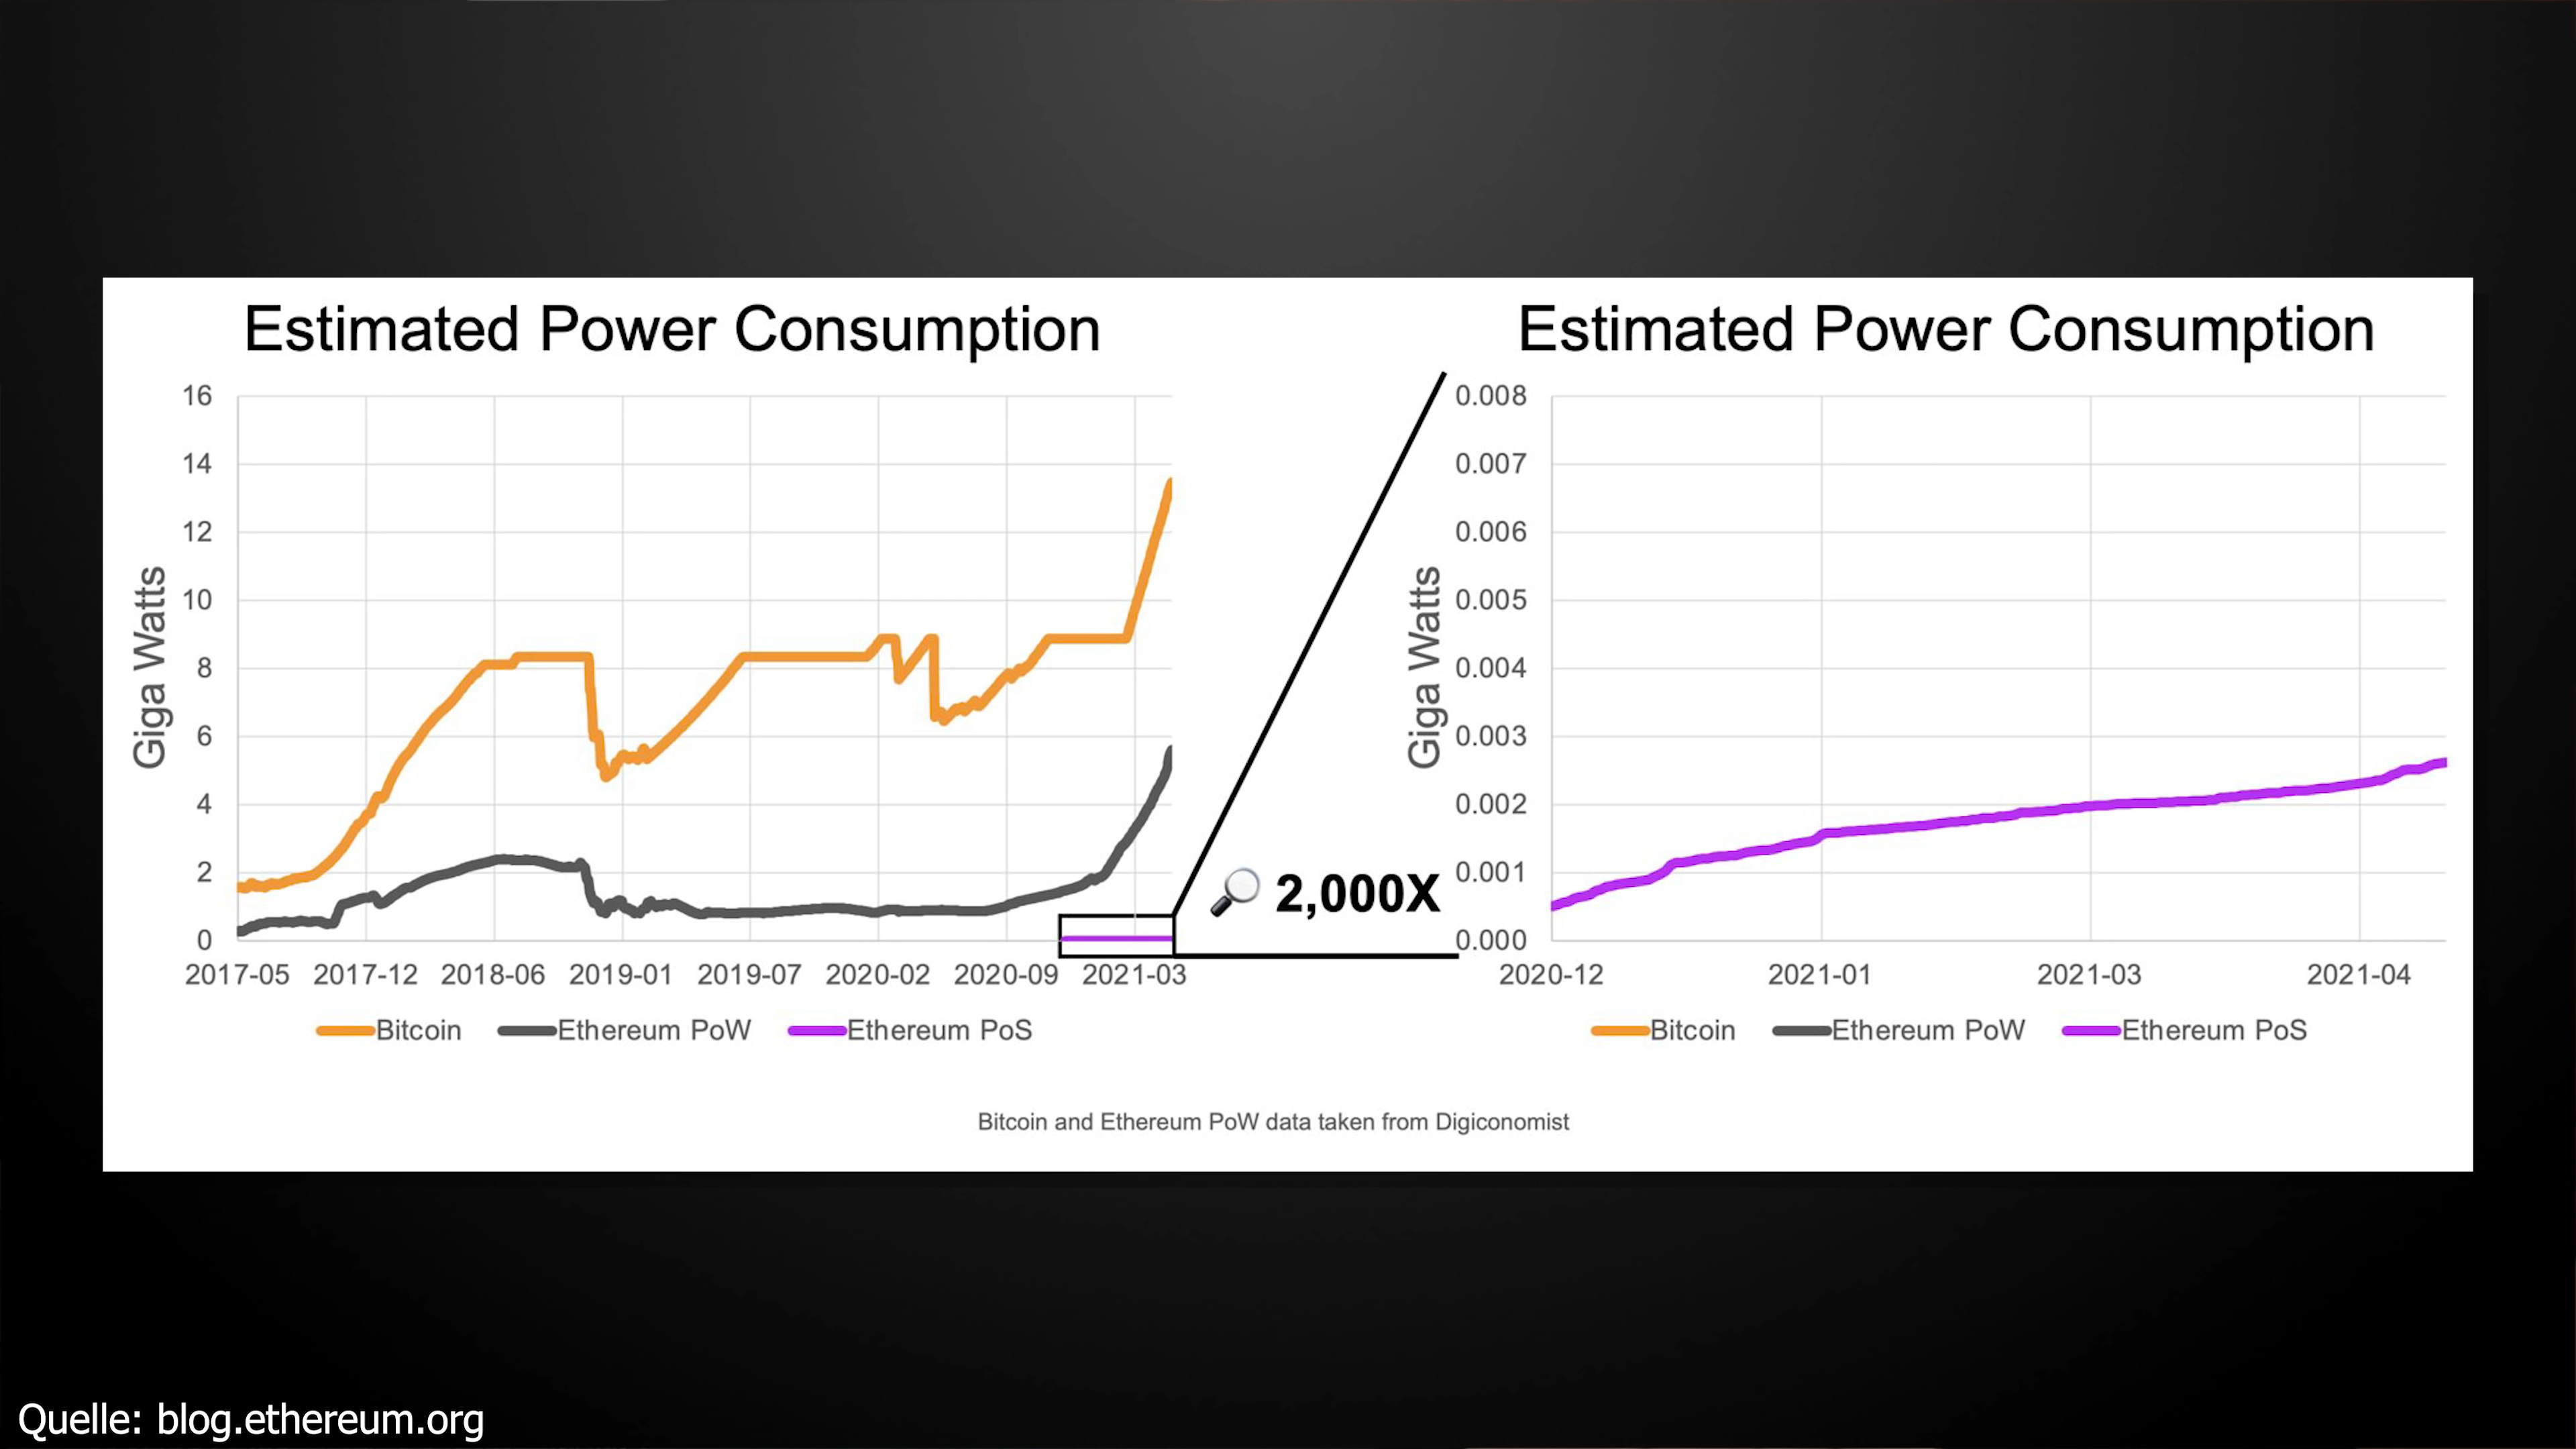 Estimated Power Consumption
16
14
12
10
8
6
4
2
0
Giga Watts
2017-05 2017-12 2018-06 2019-01 2019-07 2020-02 2020-09 2021-03
Bitcoin Ethereum PoW Ethereum PoS
2,000X
Estimated Power Consumption
0.008
0.007
0.006
0.005
0.004
0.003
0.002
0.001
0.000
Giga Watts
2020-12 2021-01 2021-03 2021-04
Bitcoin Ethereum PoW Ethereum PoS
Bitcoin and Ethereum PoW data taken from Digiconomist
Quelle: blog.ethereum.org